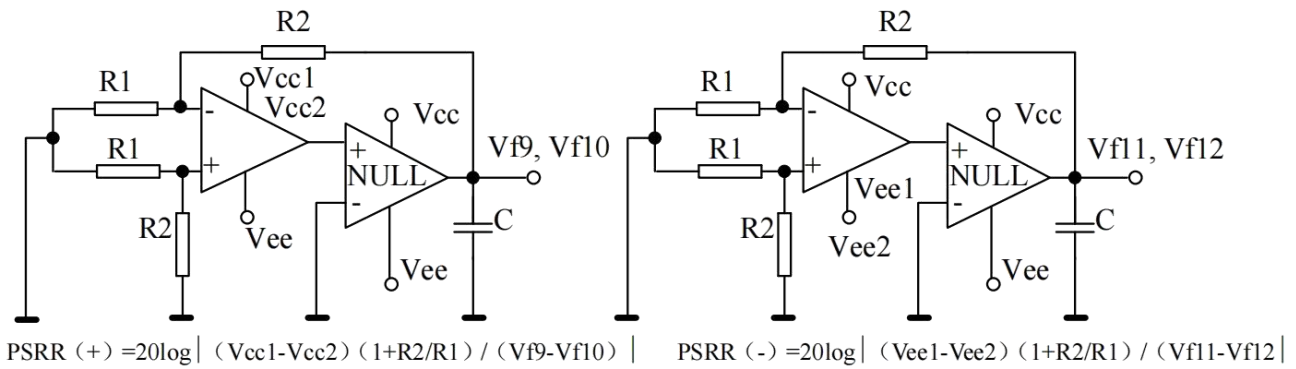 R2
R1
Vcc1
Vcc2
-
Vcc
R1
+
+
NULL
-
Vf9, Vf10
R2
Vee
C
Vee
R2
R1
Vcc
-
Vcc
R1
+
+
NULL
-
Vf11, Vf12
Vee1
R2
Vee2
C
Vee
PSRR（+）=20log|（Vcc1-Vcc2）（1+R2/R1）/（Vf9-Vf10）|
PSRR（-）=20log|（Vee1-Vee2）（1+R2/R1）/（Vf11-Vf12|